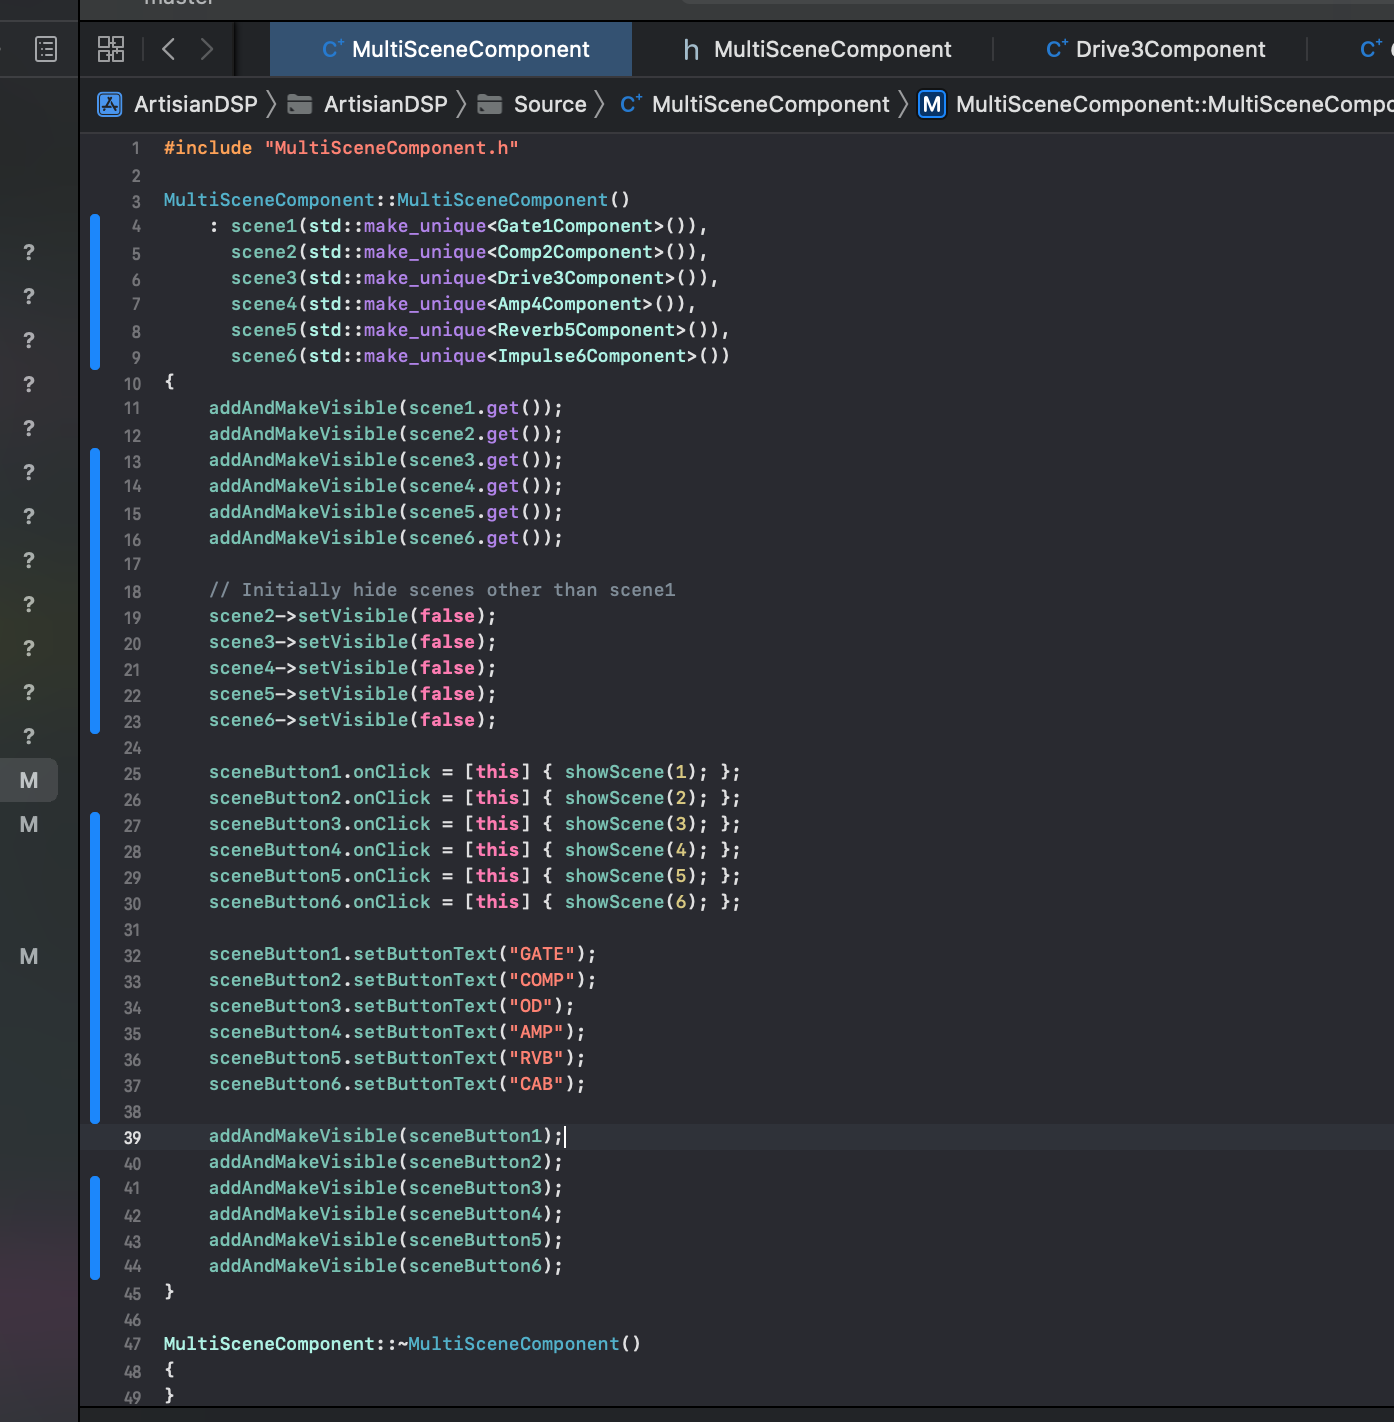 MultiSceneComponent
h MultiSceneComponent
Drive3Component
ArtisianDSP ArtisianDSP Source MultiSceneComponent M
1 #include "MultiSceneComponent.h"
2
3 MultiSceneComponent::MultiSceneComponent()
4 : scene1(std::make_unique<Gate1Component>()),
5 scene2(std::make_unique<Comp2Component>()),
6 scene3(std::make_unique<Drive3Component>()),
7 scene4(std::make_unique<Amp4Component>()),
8 scene5(std::make_unique<Reverb5Component>()),
9 scene6(std::make_unique<Impulse6Component>())
10 {
11 addAndMakeVisible(scene1.get());
12 addAndMakeVisible(scene2.get());
13 addAndMakeVisible(scene3.get());
14 addAndMakeVisible(scene4.get());
15 addAndMakeVisible(scene5.get());
16 addAndMakeVisible(scene6.get());
17
18 // Initially hide scenes other than scene1
19 scene2->setVisible(false);
20 scene3->setVisible(false);
21 scene4->setVisible(false);
22 scene5->setVisible(false);
23 scene6->setVisible(false);
24
25 sceneButton1.onClick = [this] { showScene(1); };
26 sceneButton2.onClick = [this] { showScene(2); };
27 sceneButton3.onClick = [this] { showScene(3); };
28 sceneButton4.onClick = [this] { showScene(4); };
29 sceneButton5.onClick = [this] { showScene(5); };
30 sceneButton6.onClick = [this] { showScene(6); };
31
32 sceneButton1.setButtonText("GATE");
33 sceneButton2.setButtonText("COMP");
34 sceneButton3.setButtonText("OD");
35 sceneButton4.setButtonText("AMP");
36 sceneButton5.setButtonText("RVB");
37 sceneButton6.setButtonText("CAB");
38
39 addAndMakeVisible(sceneButton1);
40 addAndMakeVisible(sceneButton2);
41 addAndMakeVisible(sceneButton3);
42 addAndMakeVisible(sceneButton4);
43 addAndMakeVisible(sceneButton5);
44 addAndMakeVisible(sceneButton6);
45 }
46
47 MultiSceneComponent::~MultiSceneComponent()
48 {
49 }
?
?
?
?
?
?
?
?
?
?
?
?
M
M
M